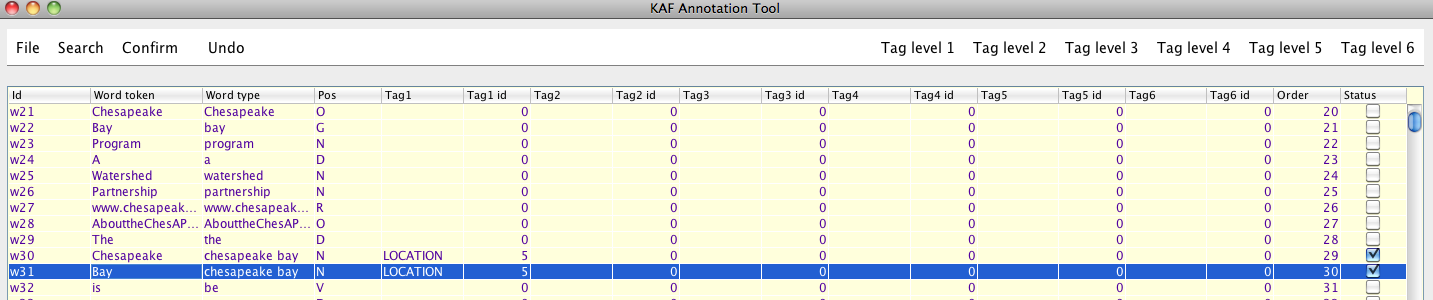 KAF Annotation Tool
File Search Confirm Undo Tag level 1 Tag level 2 Tag level 3 Tag level 4 Tag level 5 Tag level 6
Id Word token Word type Pos Tag1 Tag1 id Tag2 Tag2 id Tag3 Tag3 id Tag4 Tag4 id Tag5 Tag5 id Tag6 Tag6 id Order Status
w21 Chesapeake Chesapeake O 0 0 0 0 0 0 20
w22 Bay bay G 0 0 0 0 0 0 21
w23 Program program N 0 0 0 0 0 0 22
w24 A a D 0 0 0 0 0 0 23
w25 Watershed watershed N 0 0 0 0 0 0 24
w26 Partnership partnership N 0 0 0 0 0 0 25
w27 www.chesapeak... www.chesapeak... R 0 0 0 0 0 0 26
w28 AbouttheChesAP... AbouttheChesAP... O 0 0 0 0 0 0 27
w29 The the D 0 0 0 0 0 0 28
w30 Chesapeake chesapeake bay N LOCATION 5 0 0 0 0 0 29
w31 Bay chesapeake bay N LOCATION 5 0 0 0 0 0 30
w32 is be V 0 0 0 0 0 0 31